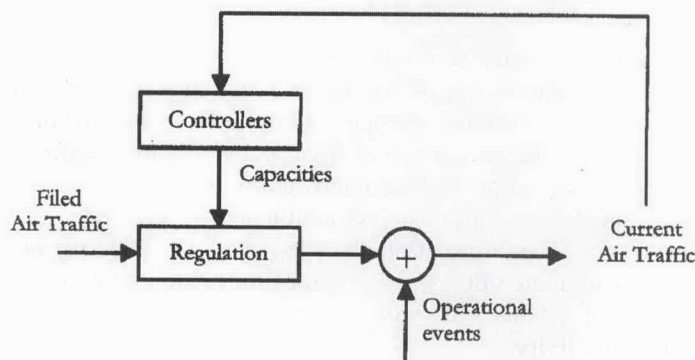 Controllers
Capacities
Filed
Air Traffic
Regulation
+
Current
Air Traffic
Operational
events